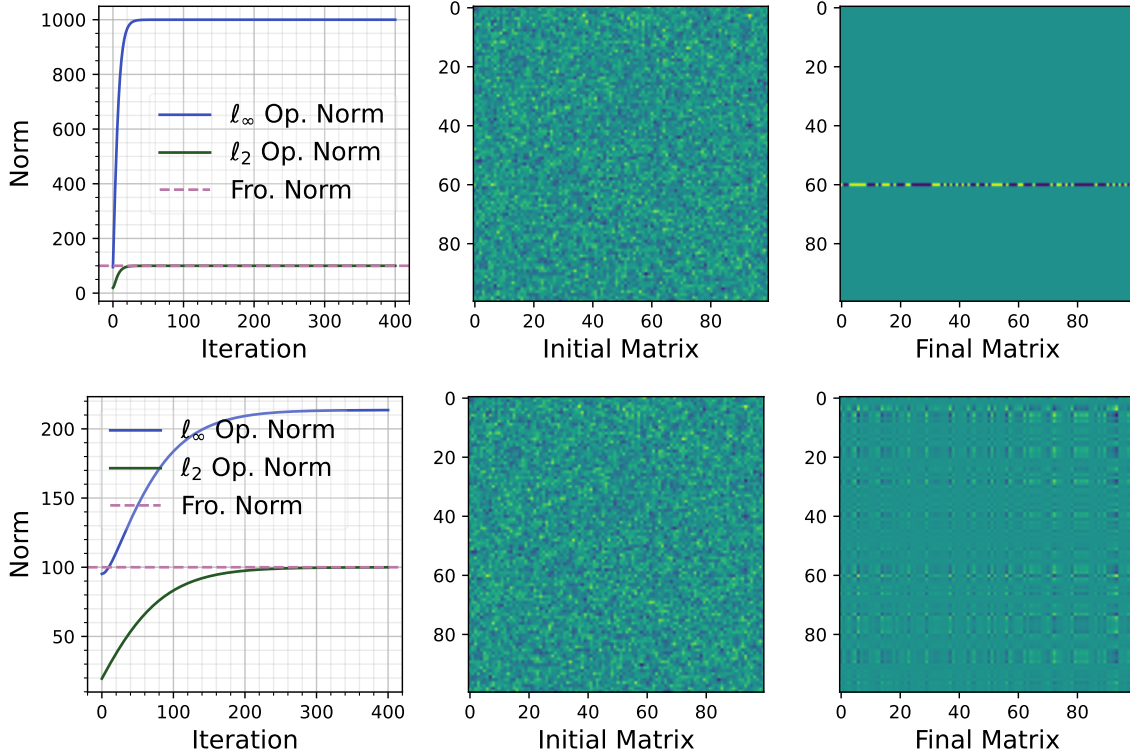 1000
800
600
400
200
0
Norm
ℓ∞ Op. Norm
ℓ2 Op. Norm
Fro. Norm
0 100 200 300 400
Iteration
0
20
40
60
80
0 20 40 60 80
Initial Matrix
0
20
40
60
80
0 20 40 60 80
Final Matrix
200
150
100
50
Norm
ℓ∞ Op. Norm
ℓ2 Op. Norm
Fro. Norm
0 100 200 300 400
Iteration
0
20
40
60
80
0 20 40 60 80
Initial Matrix
0
20
40
60
80
0 20 40 60 80
Final Matrix